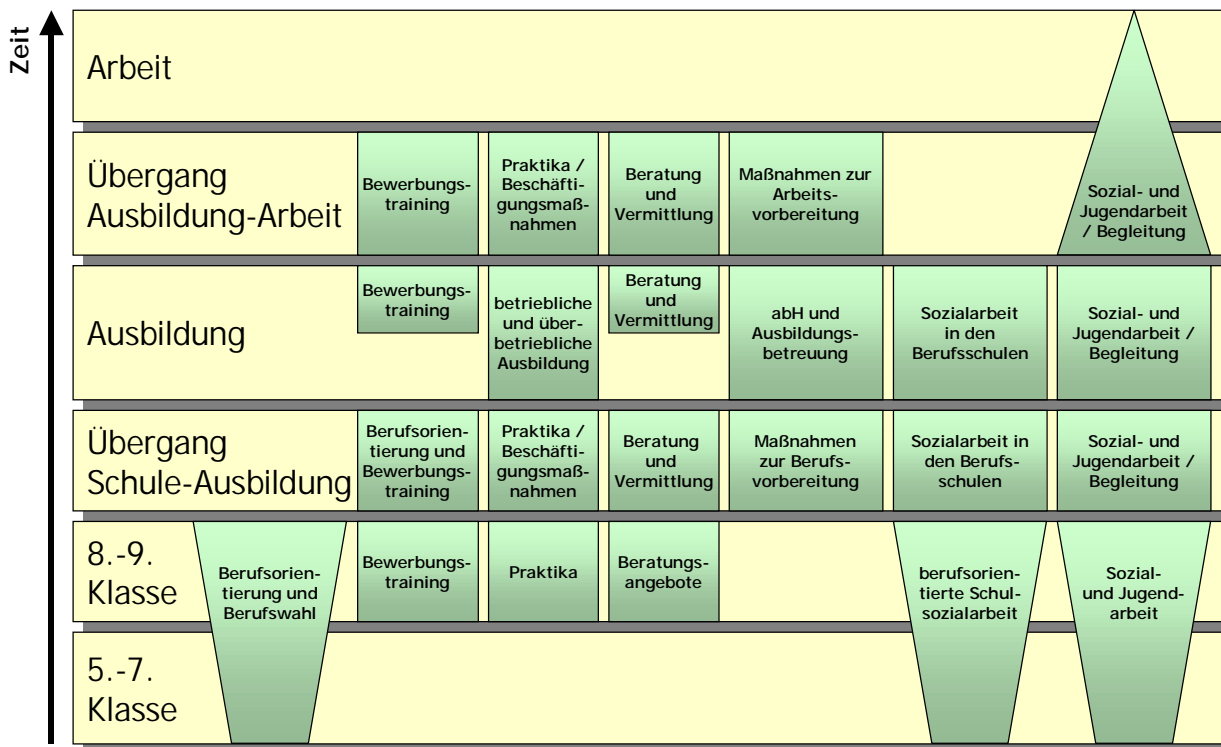 Zeit
Arbeit
Übergang
Ausbildung-Arbeit
Bewerbungs-
training
Praktika /
Beschäfti-
gungsmaß-
nahmen
Beratung
und
Vermittlung
Maßnahmen zur
Arbeits-
vorbereitung
Sozial- und
Jugendarbeit
/ Begleitung
Ausbildung
Bewerbungs-
training
betriebliche
und über-
betriebliche
Ausbildung
Beratung
und
Vermittlung
abH und
Ausbildungs-
betreuung
Sozialarbeit
in den
Berufsschulen
Sozial- und
Jugendarbeit /
Begleitung
Übergang
Schule-Ausbildung
Berufsorien-
tierung und
Bewerbungs-
training
Praktika /
Beschäfti-
gungsmaß-
nahmen
Beratung
und
Vermittlung
Maßnahmen
zur Berufs-
vorbereitung
Sozialarbeit in
den Berufs-
schulen
Sozial- und
Jugendarbeit /
Begleitung
8.-9.
Klasse
Berufsorien-
tierung und
Berufswahl
Bewerbungs-
training
Praktika
Beratungs-
angebote
berufsorien-
tierte Schul-
sozialarbeit
Sozial-
und Jugend-
arbeit
5.-7.
Klasse